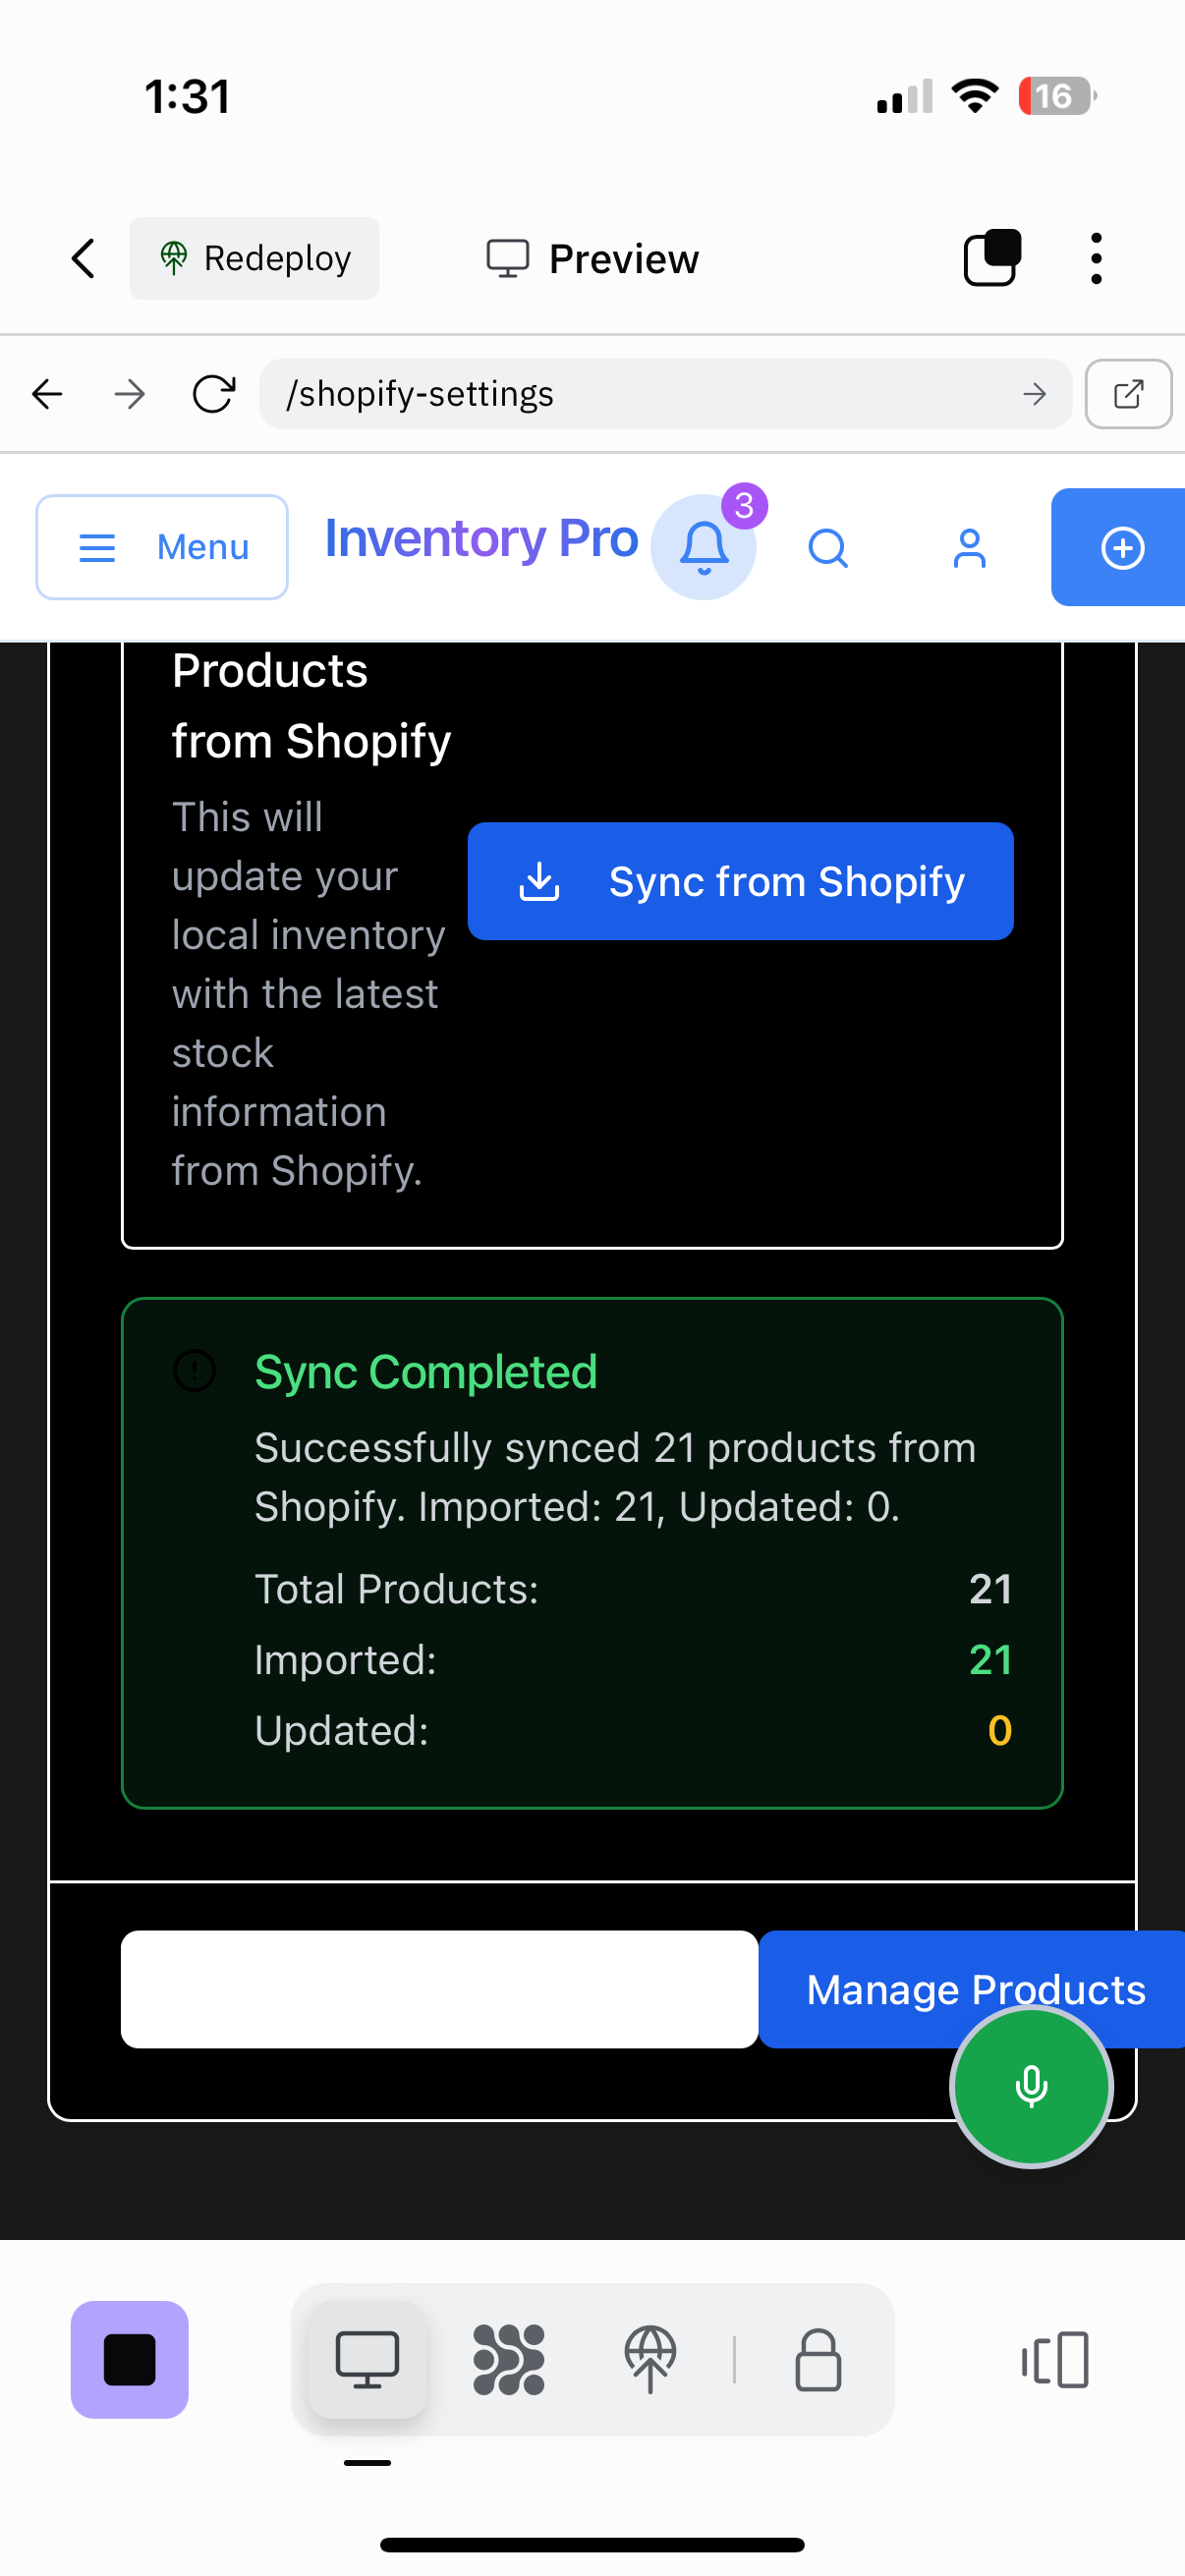 1:31
16
Redeploy
Preview
/shopify-settings
Menu
Inventory Pro
3
Products
from Shopify
This will
update your
local inventory
with the latest
stock
information
from Shopify.
Sync from Shopify
Sync Completed
Successfully synced 21 products from
Shopify. Imported: 21, Updated: 0.
Total Products: 21
Imported: 21
Updated: 0
Manage Products